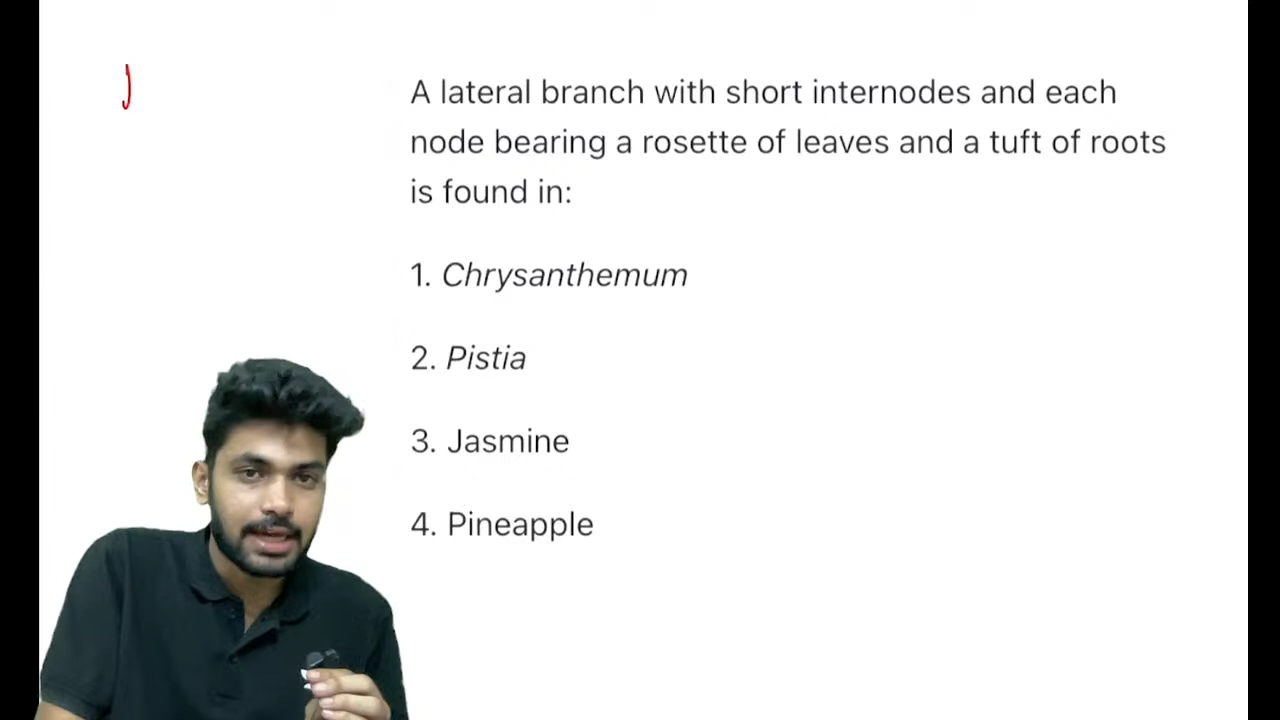 A lateral branch with short internodes and each
node bearing a rosette of leaves and a tuft of roots
is found in:
1. Chrysanthemum
2. Pistia
3. Jasmine
4. Pineapple